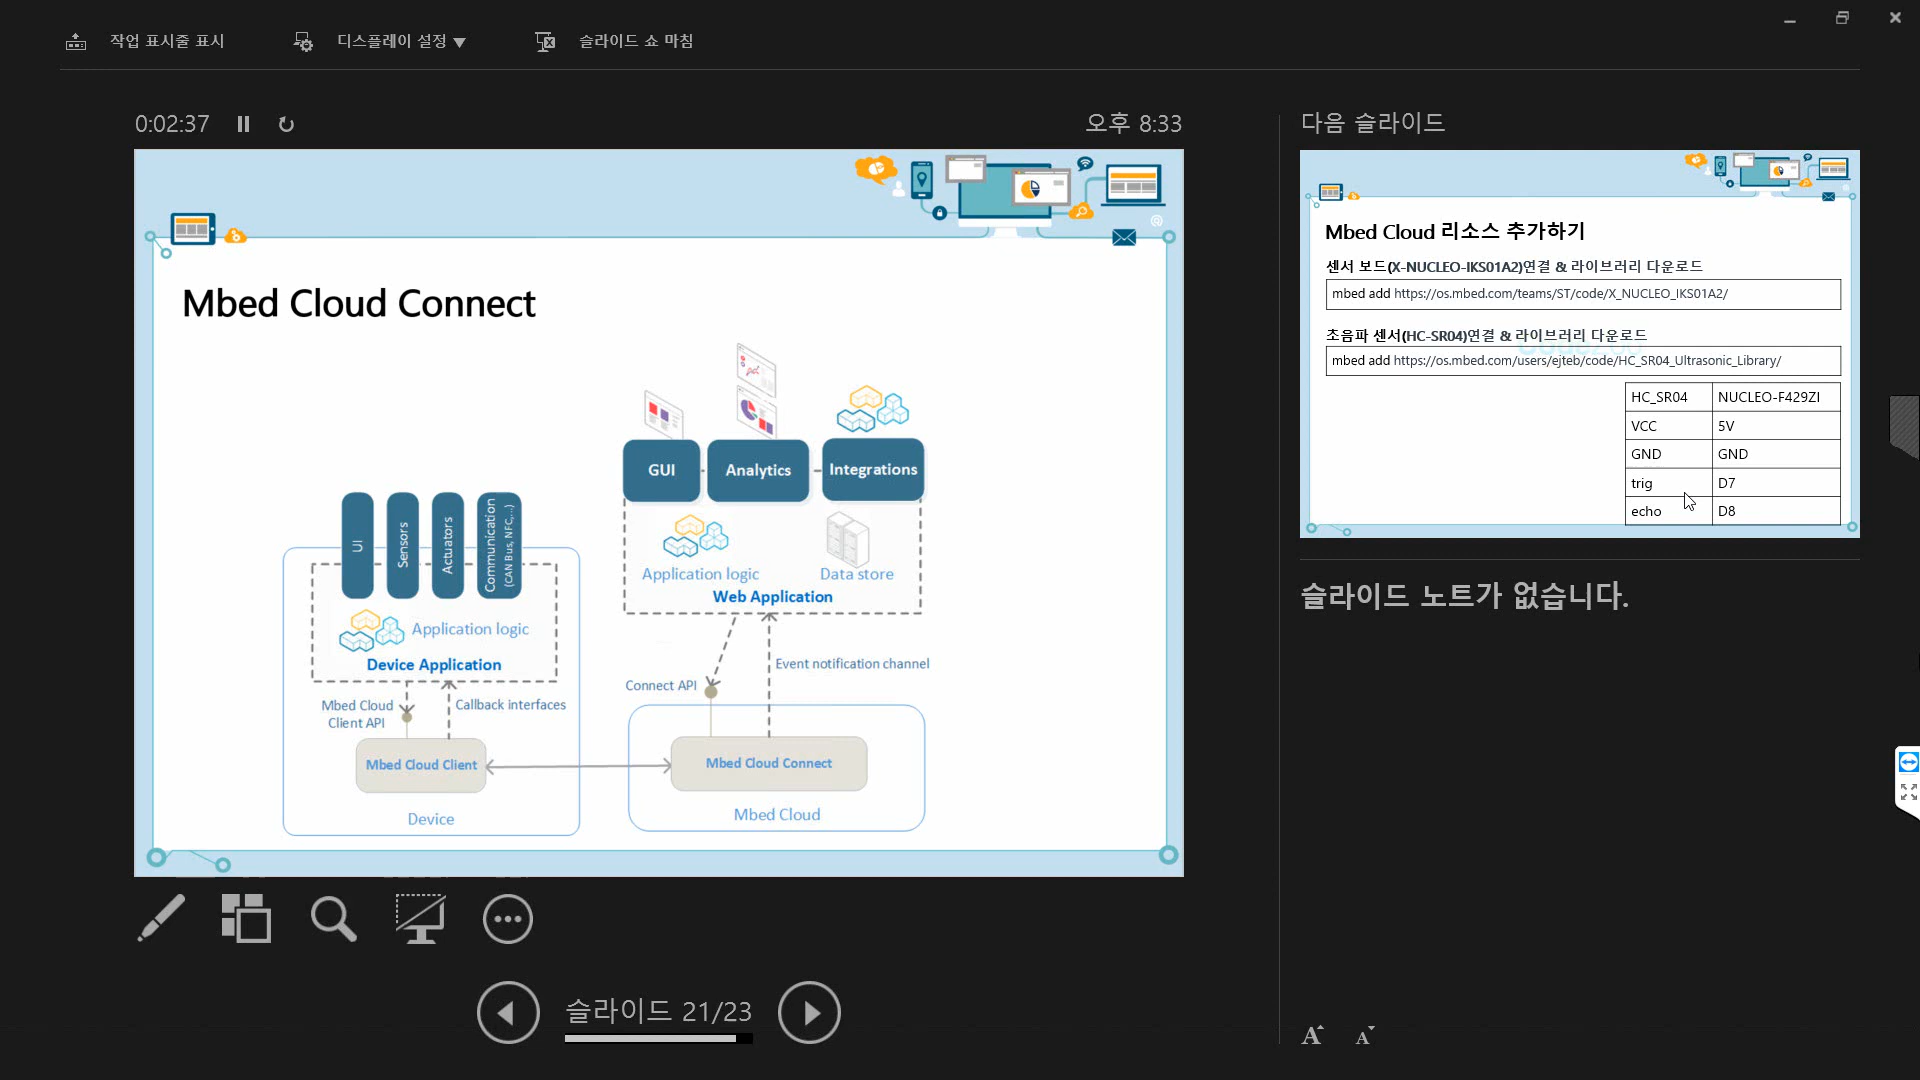 작업 표시줄 표시
디스플레이 설정 ▼
슬라이드 쇼 마침
0:02:37
오후 8:33
다음 슬라이드
Mbed Cloud Connect
GUI
Analytics
Integrations
UI
Sensors
Actuators
Communication
(CAN Bus, NFC,...)
Application logic
Data store
Web Application
Application logic
Device Application
Event notification channel
Connect API
Mbed Cloud
Client API
Callback interfaces
Mbed Cloud Client
Mbed Cloud Connect
Device
Mbed Cloud
Mbed Cloud 리소스 추가하기
센서 보드(X-NUCLEO-IKS01A2)연결 & 라이브러리 다운로드
mbed add https://os.mbed.com/teams/ST/code/X_NUCLEO_IKS01A2/
초음파 센서(HC-SR04)연결 & 라이브러리 다운로드
mbed add https://os.mbed.com/users/ejteb/code/HC_SR04_Ultrasonic_Library/
HC_SR04 NUCLEO-F429ZI
VCC 5V
GND GND
trig D7
echo D8
슬라이드 노트가 없습니다.
슬라이드 21/23
A A